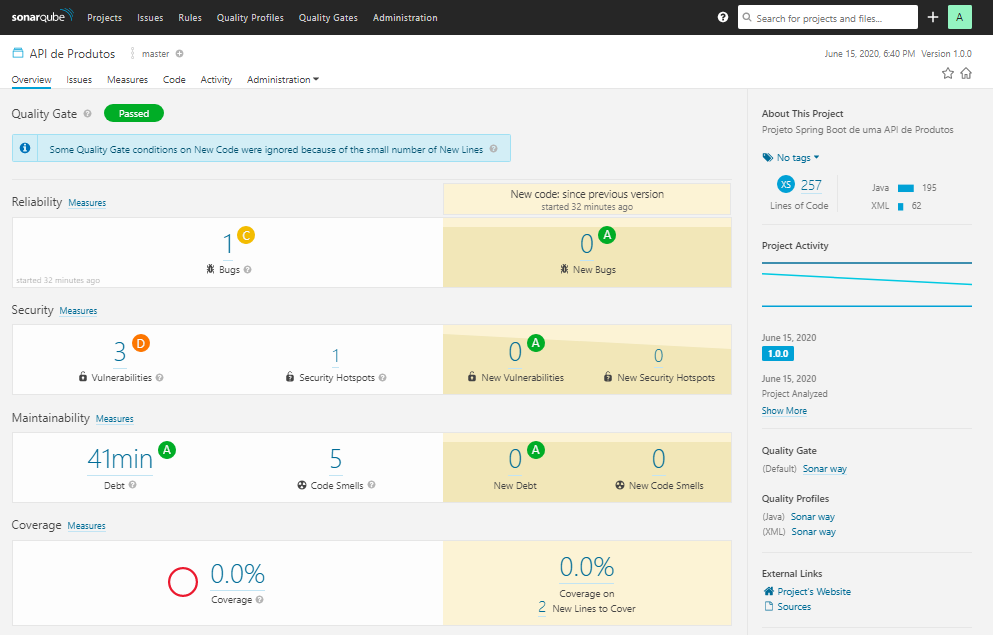 sonarqube Projects Issues Rules Quality Profiles Quality Gates Administration Search for projects and files... A
API de Produtos master June 15, 2020, 6:40 PM Version 1.0.0
Overview Issues Measures Code Activity Administration
Quality Gate Passed
Some Quality Gate conditions on New Code were ignored because of the small number of New Lines
New code: since previous version
started 32 minutes ago
Reliability Measures
1 C
Bugs
started 32 minutes ago
0 A
New Bugs
Security Measures
3 D
Vulnerabilities
1
Security Hotspots
0 A
New Vulnerabilities
0
New Security Hotspots
Maintainability Measures
41min A
Debt
5
Code Smells
0 A
New Debt
0
New Code Smells
Coverage Measures
0.0%
Coverage
0.0%
Coverage on
2 New Lines to Cover
About This Project
Projeto Spring Boot de uma API de Produtos
No tags
XS 257
Lines of Code
Java 195
XML 62
Project Activity
June 15, 2020
1.0.0
June 15, 2020
Project Analyzed
Show More
Quality Gate
(Default) Sonar way
Quality Profiles
(Java) Sonar way
(XML) Sonar way
External Links
Project's Website
Sources